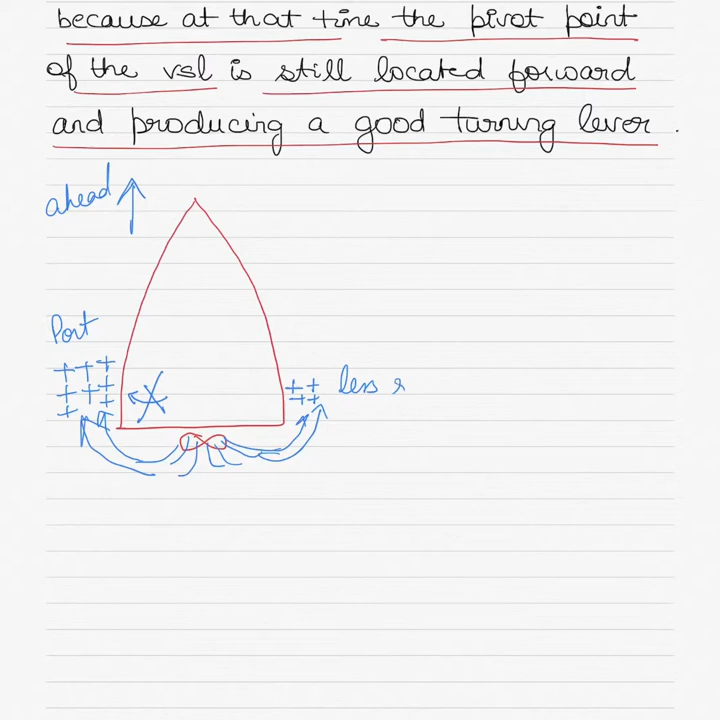 because at that time the pivot point
of the vsl is still located forward
and producing a good turning lever .
ahead
Port
+++
+++
+++
++
++
less